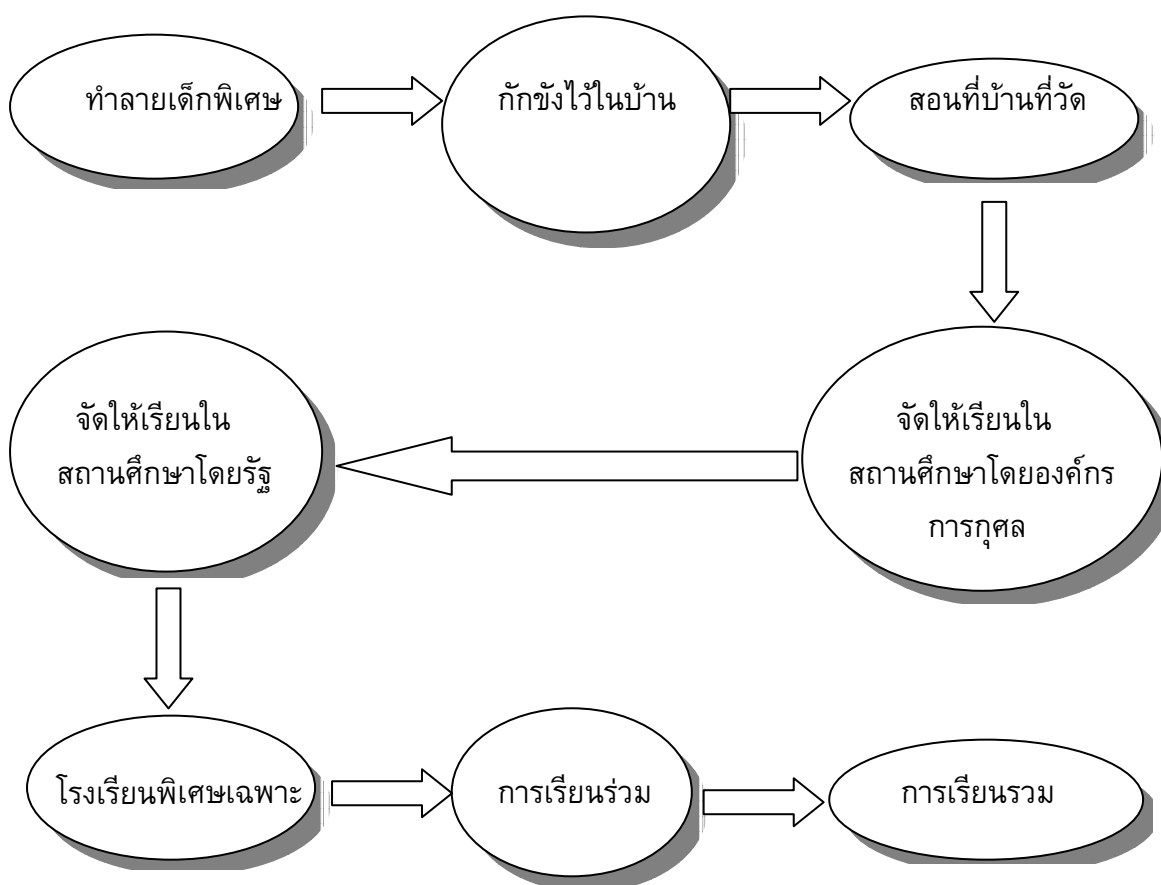 ทำลายเด็กพิเศษ
กักขังไว้ในบ้าน
สอนที่บ้านที่วัด
จัดให้เรียนใน
สถานศึกษาโดยองค์กร
การกุศล
จัดให้เรียนใน
สถานศึกษาโดยรัฐ
โรงเรียนพิเศษเฉพาะ
การเรียนร่วม
การเรียนรวม